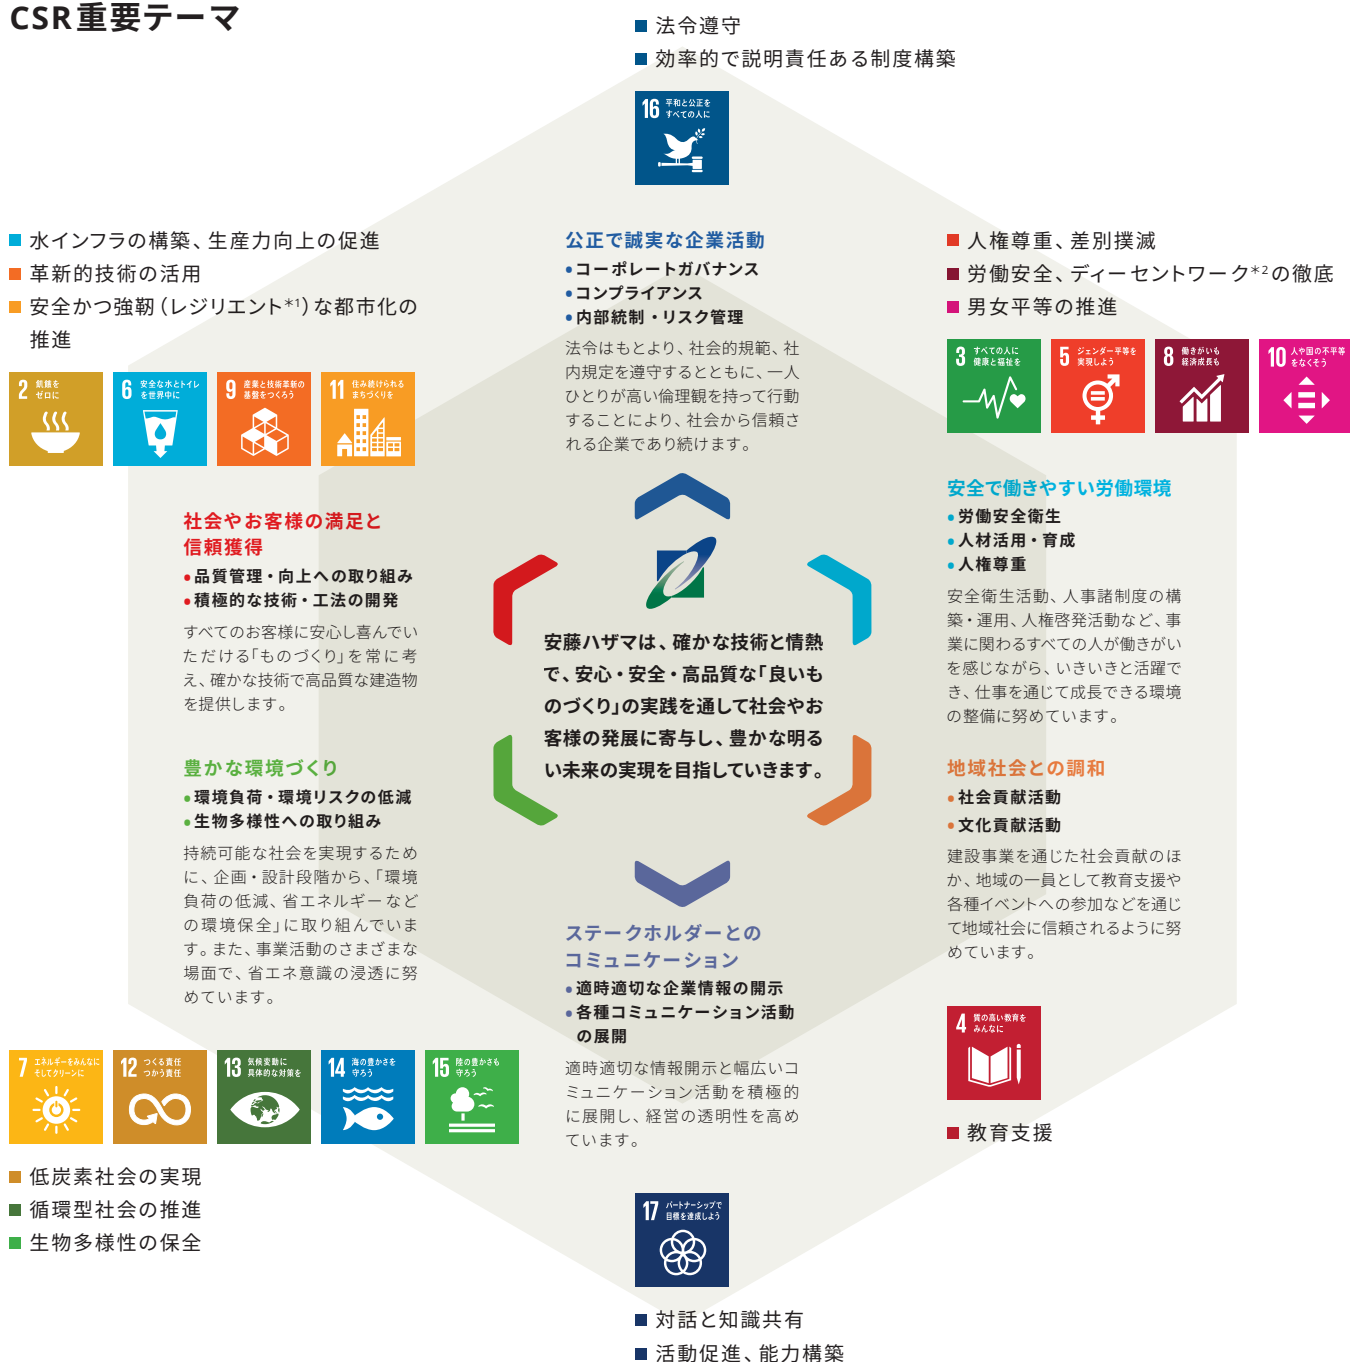 CSR重要テーマ
■ 法令遵守
■ 効率的で説明責任ある制度構築
16 平和と公正を
すべての人に
■ 水インフラの構築、生産力向上の促進
■ 革新的技術の活用
■ 安全かつ強靭(レジリエント*1)な都市化の
推進
2 飢餓を
ゼロに
6 安全な水とトイレ
を世界中に
9 産業と技術革新の
基盤をつくろう
11 住み続けられる
まちづくりを
公正で誠実な企業活動
●コーポレートガバナンス
●コンプライアンス
●内部統制・リスク管理
法令はもとより、社会的規範、社
内規定を遵守するとともに、一人
ひとりが高い倫理観を持って行動
することにより、社会から信頼さ
れる企業であり続けます。
■ 人権尊重、差別撲滅
■ 労働安全、ディーセントワーク*2の徹底
■ 男女平等の推進
3 すべての人に
健康と福祉を
5 ジェンダー平等を
実現しよう
8 働きがいも
経済成長も
10 人や国の不平等
をなくそう
社会やお客様の満足と
信頼獲得
●品質管理・向上への取り組み
●積極的な技術・工法の開発
すべてのお客様に安心し喜んでい
ただける「ものづくり」を常に考
え、確かな技術で高品質な建造物
を提供します。
安全で働きやすい労働環境
●労働安全衛生
●人材活用・育成
●人権尊重
安全衛生活動、人事諸制度の構
築・運用、人権啓発活動など、事
業に関わるすべての人が働きがい
を感じながら、いきいきと活躍で
き、仕事を通じて成長できる環境
の整備に努めています。
安藤ハザマは、確かな技術と情熱
で、安心・安全・高品質な「良いも
のづくり」の実践を通して社会やお
客様の発展に寄与し、豊かな明る
い未来の実現を目指していきます。
豊かな環境づくり
●環境負荷・環境リスクの低減
●生物多様性への取り組み
持続可能な社会を実現するため
に、企画・設計段階から、「環境
負荷の低減、省エネルギーなど
の環境保全」に取り組んでいま
す。また、事業活動のさまざまな
場面で、省エネ意識の浸透に努
めています。
地域社会との調和
●社会貢献活動
●文化貢献活動
建設事業を通じた社会貢献のほ
か、地域の一員として教育支援や
各種イベントへの参加などを通じ
て地域社会に信頼されるように努
めています。
ステークホルダーとの
コミュニケーション
●適時適切な企業情報の開示
●各種コミュニケーション活動
の展開
適時適切な情報開示と幅広いコ
ミュニケーション活動を積極的
に展開し、経営の透明性を高め
ています。
7 エネルギーをみんなに
そしてクリーンに
12 つくる責任
つかう責任
13 気候変動に
具体的な対策を
14 海の豊かさを
守ろう
15 陸の豊かさも
守ろう
■ 低炭素社会の実現
■ 循環型社会の推進
■ 生物多様性の保全
4 質の高い教育を
みんなに
■ 教育支援
17 パートナーシップで
目標を達成しよう
■ 対話と知識共有
■ 活動促進、能力構築